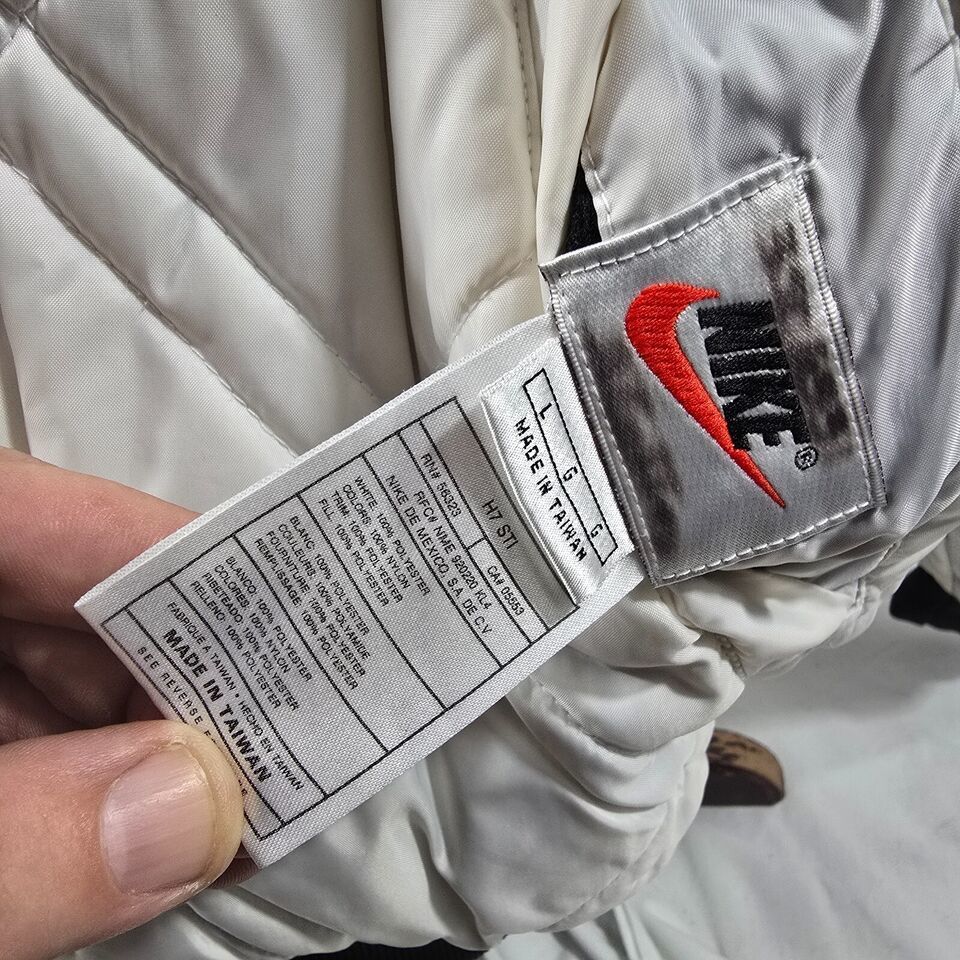 NIKE®
L G G
MADE IN TAIWAN
H7 STI
RN# 56323 CA# 05553
RFC# NME 920220 KL4
NIKE DE MEXICO, S.A. DE C.V.
WHITE: 100% POLYESTER
COLORS: 100% NYLON
TRIM: 100% POLYESTER
FILL: 100% POLYESTER
BLANC: 100% POLYESTER
COULEURS: 100% POLYAMIDE
FOURNITURE: 100% POLYESTER
REMPLISSAGE: 100% POLYESTER
BLANCO: 100% POLYESTER
COLORES: 100% NYLON
RIBETEADO: 100% POLYESTER
RELLENO: 100% POLYESTER
FABRIQUE A TAIWAN • HECHO EN TAIWAN
MADE IN TAIWAN
SEE REVERSE